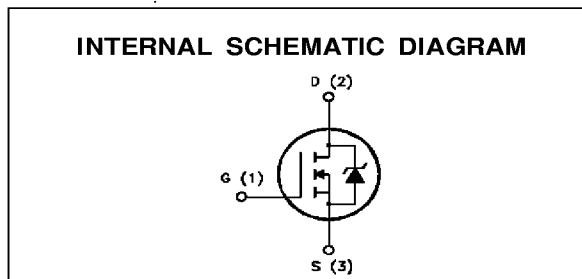 INTERNAL SCHEMATIC DIAGRAM
D (2)
G (1)
S (3)